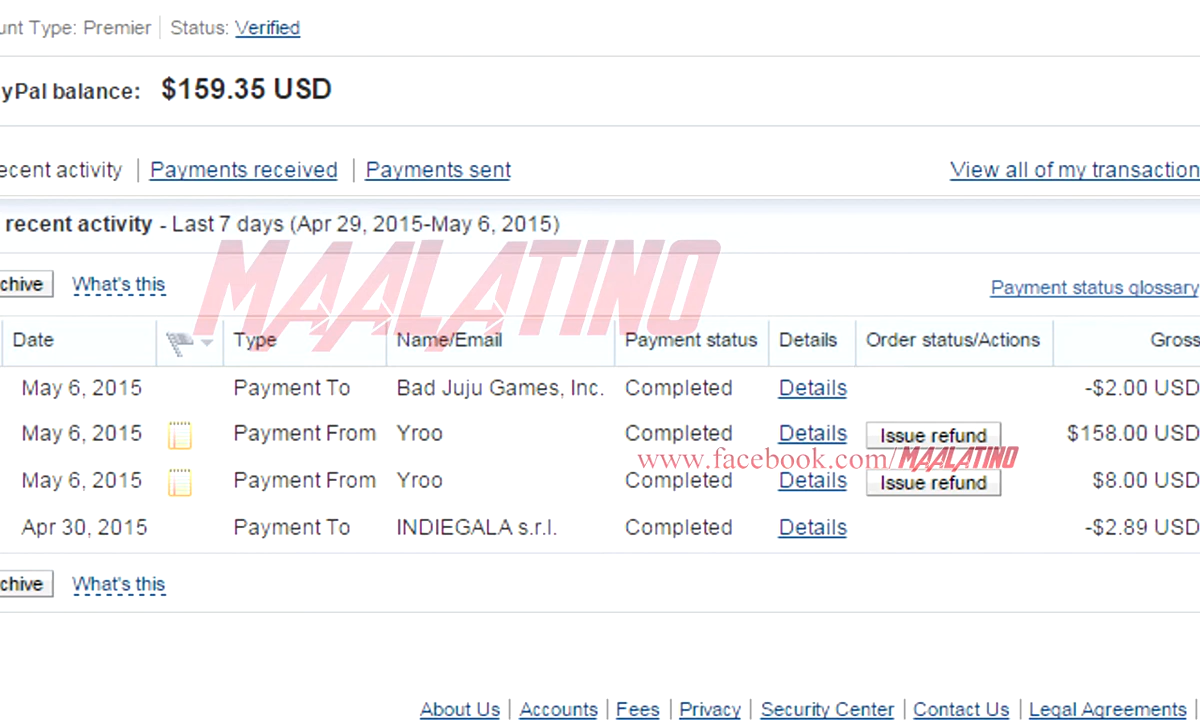 unt Type: Premier Status: Verified
yPal balance: $159.35 USD
ecent activity Payments received Payments sent View all of my transaction
recent activity - Last 7 days (Apr 29, 2015-May 6, 2015)
MAALATINO
chive What's this Payment status glossary
Date Type Name/Email Payment status Details Order status/Actions Gross
May 6, 2015 Payment To Bad Juju Games, Inc. Completed Details -$2.00 USD
May 6, 2015 Payment From Yroo Completed Details Issue refund $158.00 USD
www.facebook.com/MAALATINO
May 6, 2015 Payment From Yroo Completed Details Issue refund $8.00 USD
Apr 30, 2015 Payment To INDIEGALA s.r.l. Completed Details -$2.89 USD
chive What's this
About Us Accounts Fees Privacy Security Center Contact Us Legal Agreements